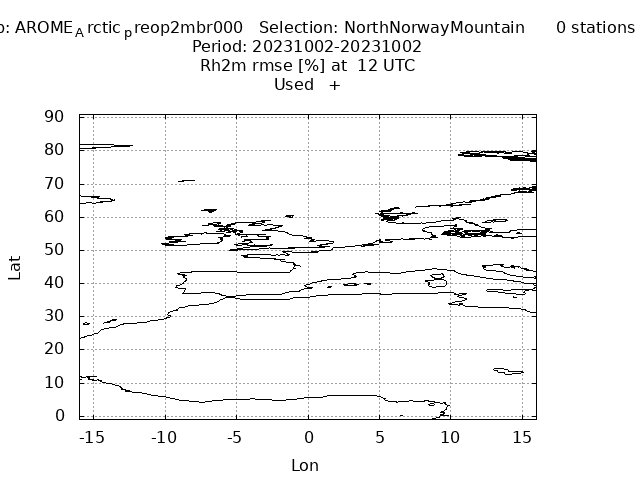 p: AROME_Arctic_preop2mbr000 Selection: NorthNorwayMountain 0 stations
Period: 20231002-20231002
Rh2m rmse [%] at 12 UTC
Used +
90
80
70
60
50
40
30
20
10
0
Lat
-15 -10 -5 0 5 10 15
Lon